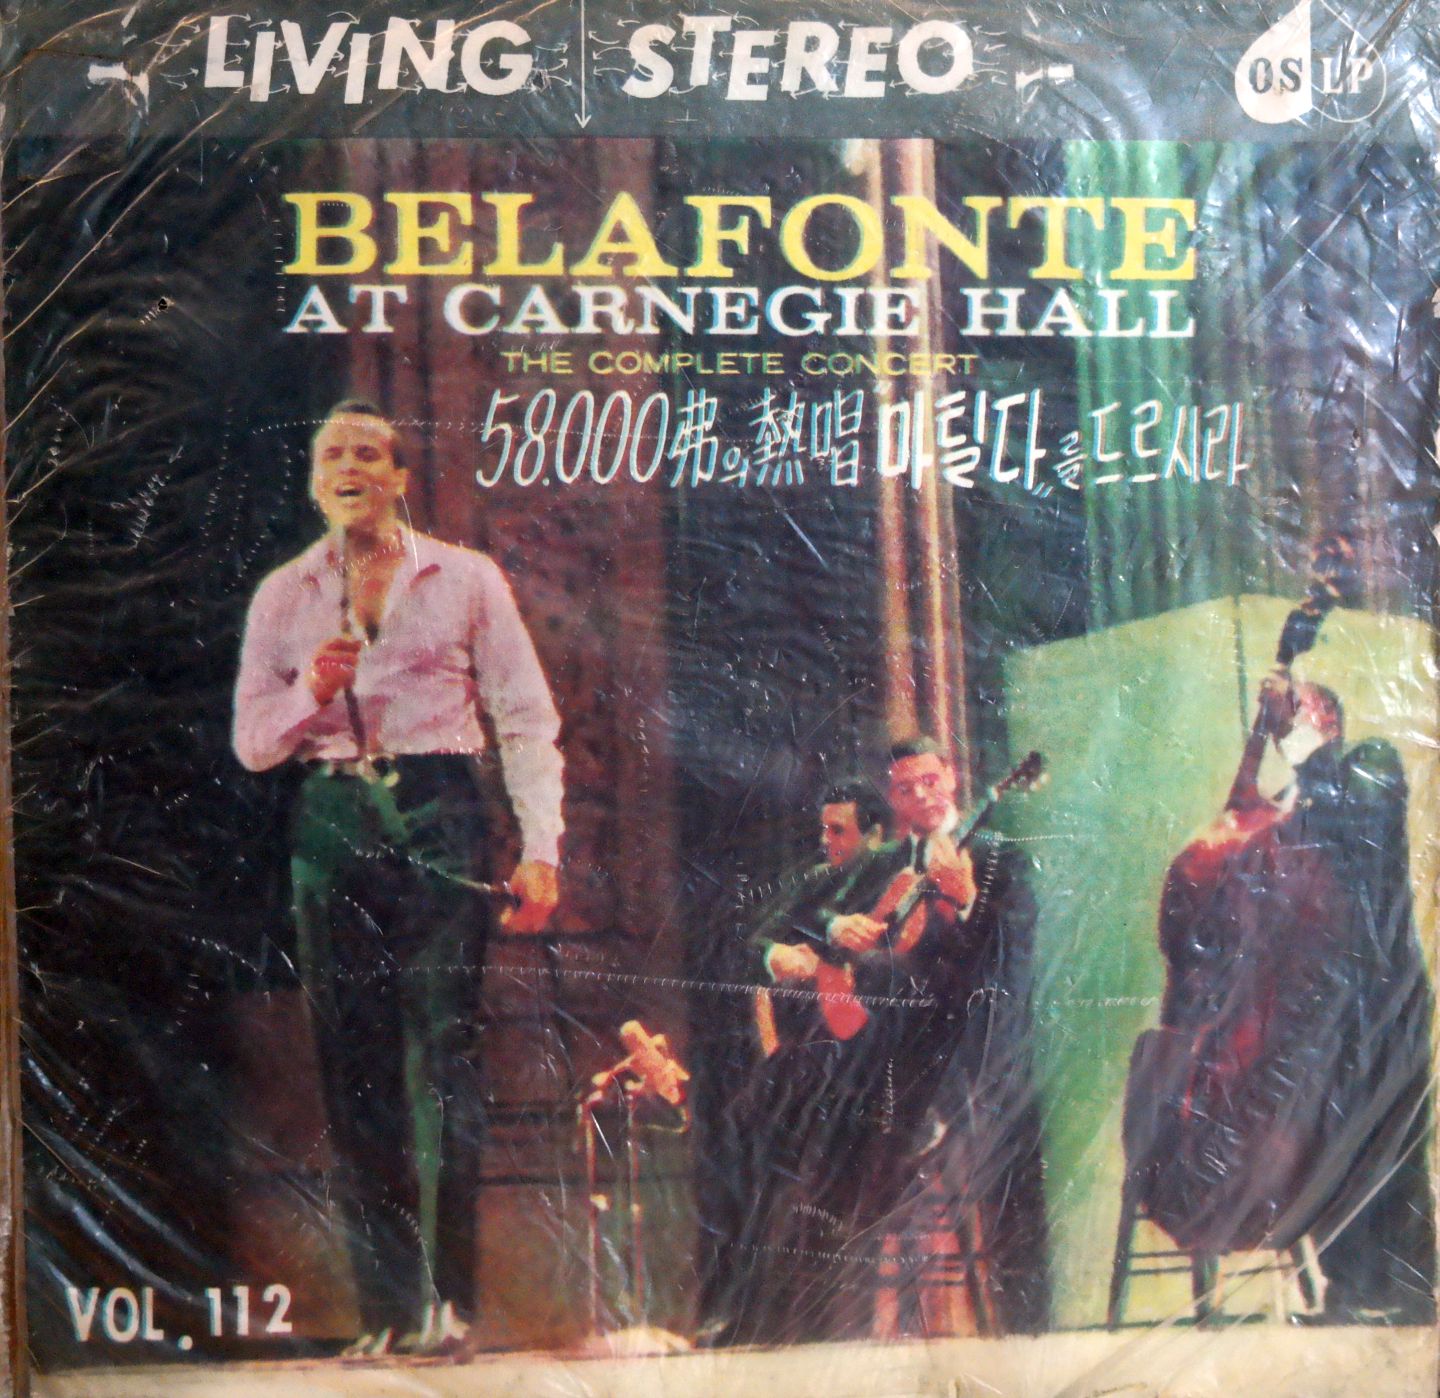 LIVING STEREO
OS LP
BELAFONTE
AT CARNEGIE HALL
THE COMPLETE CONCERT
58.000弗의 熱唱 마틸다〃를 드르시라
VOL. 112